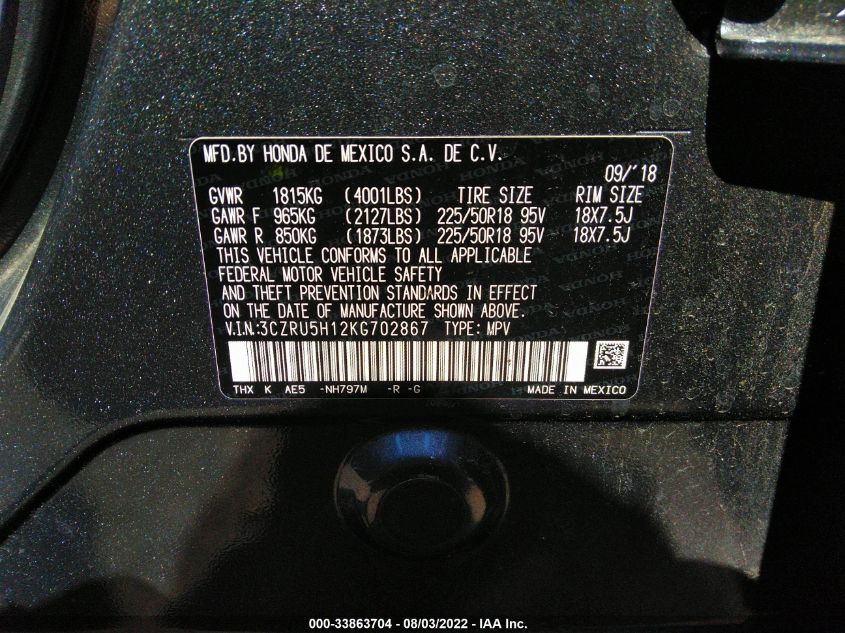 MFD.BY HONDA DE MEXICO S.A. DE C.V.
09/'18
GVWR 1815KG (4001LBS) TIRE SIZE RIM SIZE
GAWR F 965KG (2127LBS) 225/50R18 95V 18X7.5J
GAWR R 850KG (1873LBS) 225/50R18 95V 18X7.5J
THIS VEHICLE CONFORMS TO ALL APPLICABLE
FEDERAL MOTOR VEHICLE SAFETY
AND THEFT PREVENTION STANDARDS IN EFFECT
ON THE DATE OF MANUFACTURE SHOWN ABOVE.
V.I.N:3CZRU5H12KG702867 TYPE: MPV
THX K AE5 -NH797M -R -G MADE IN MEXICO
000-33863704 - 08/03/2022 - IAA Inc.